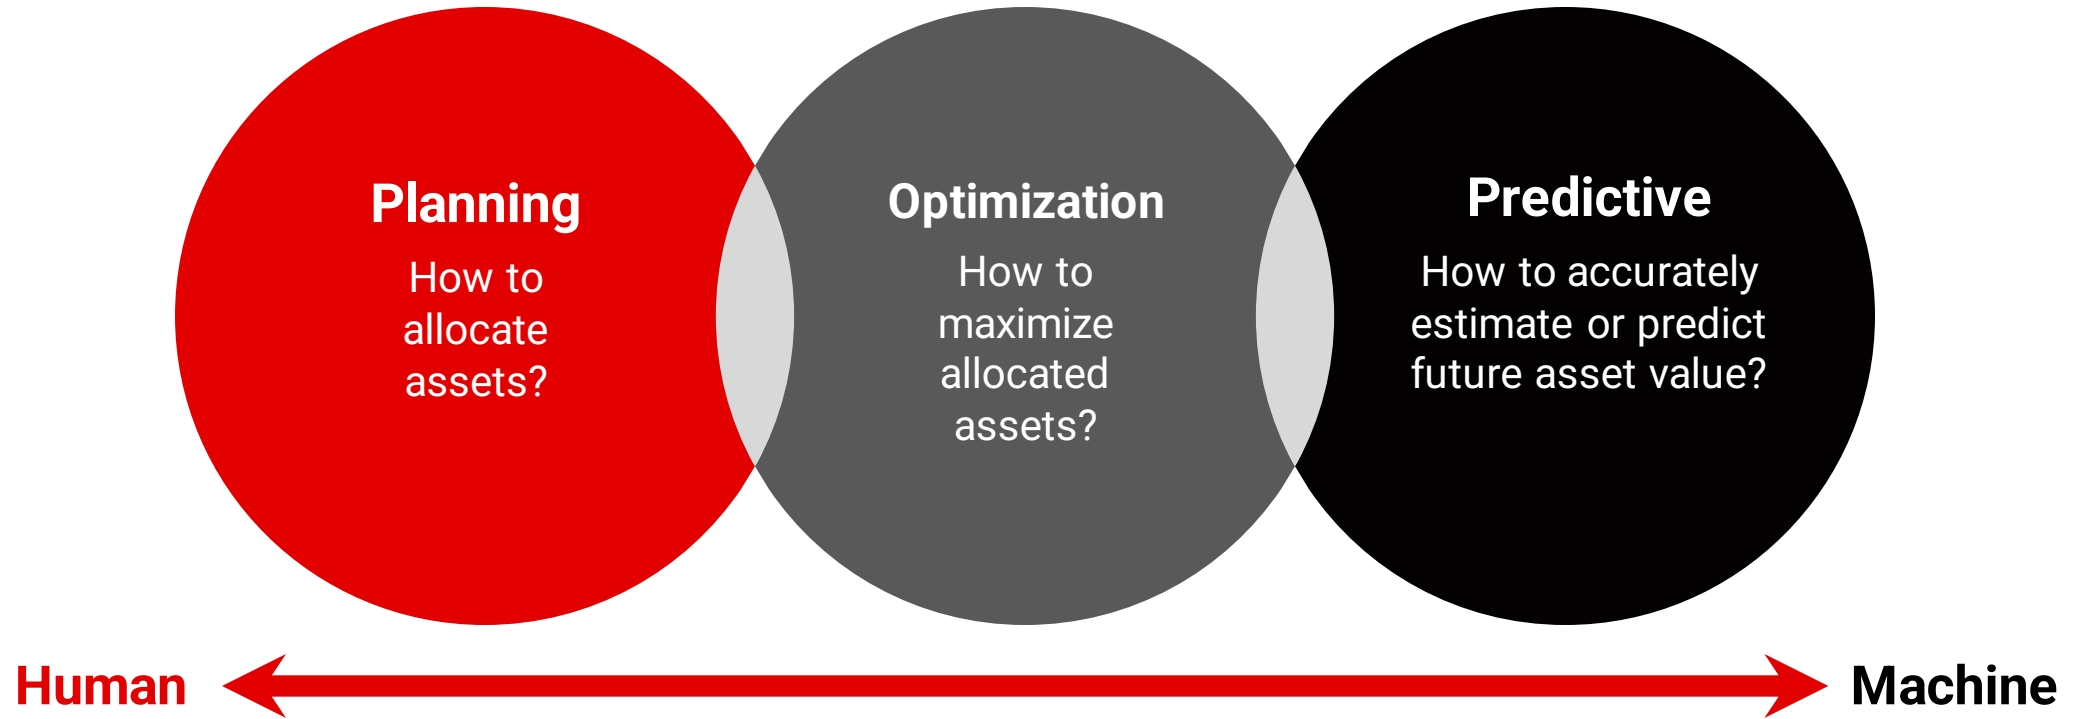 Planning
How to
allocate
assets?
Optimization
How to
maximize
allocated
assets?
Predictive
How to accurately
estimate or predict
future asset value?
Human
Machine